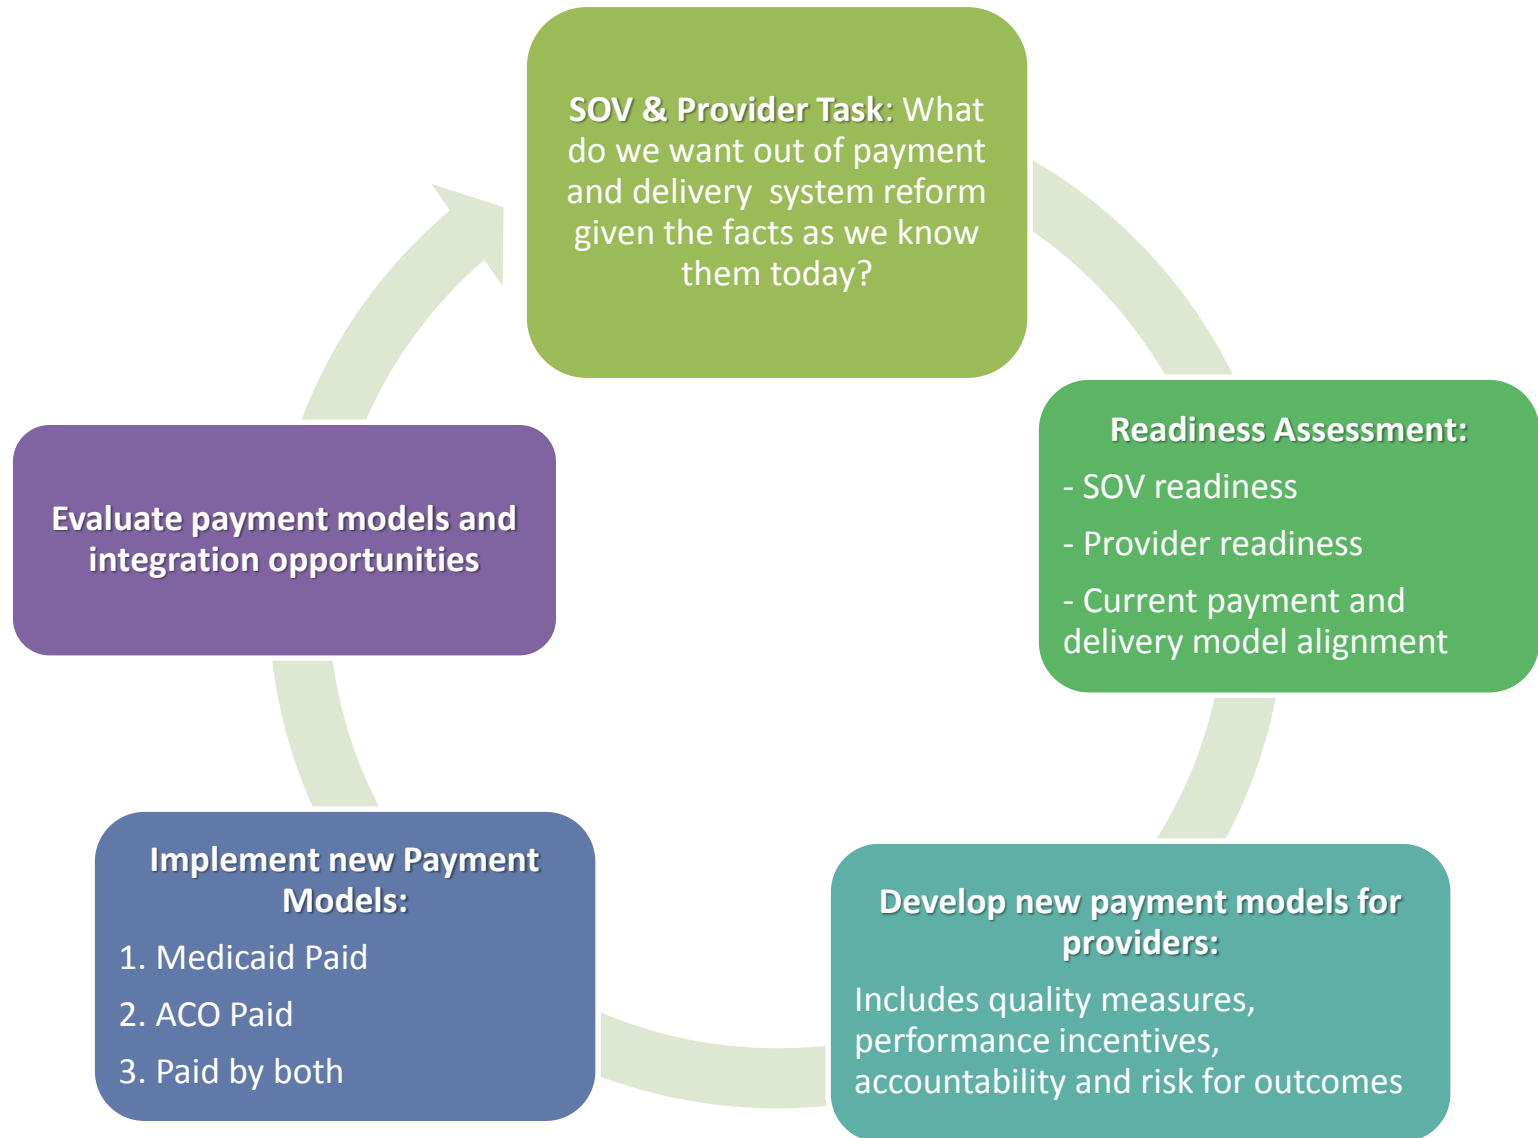 SOV & Provider Task: What
do we want out of payment
and delivery  system reform
given the facts as we know
them today?
Readiness Assessment:
- SOV readiness
- Provider readiness
- Current payment and
delivery model alignment
Develop new payment models for
providers:
Includes quality measures,
performance incentives,
accountability and risk for outcomes
Implement new Payment
Models:
1. Medicaid Paid
2. ACO Paid
3. Paid by both
Evaluate payment models and
integration opportunities